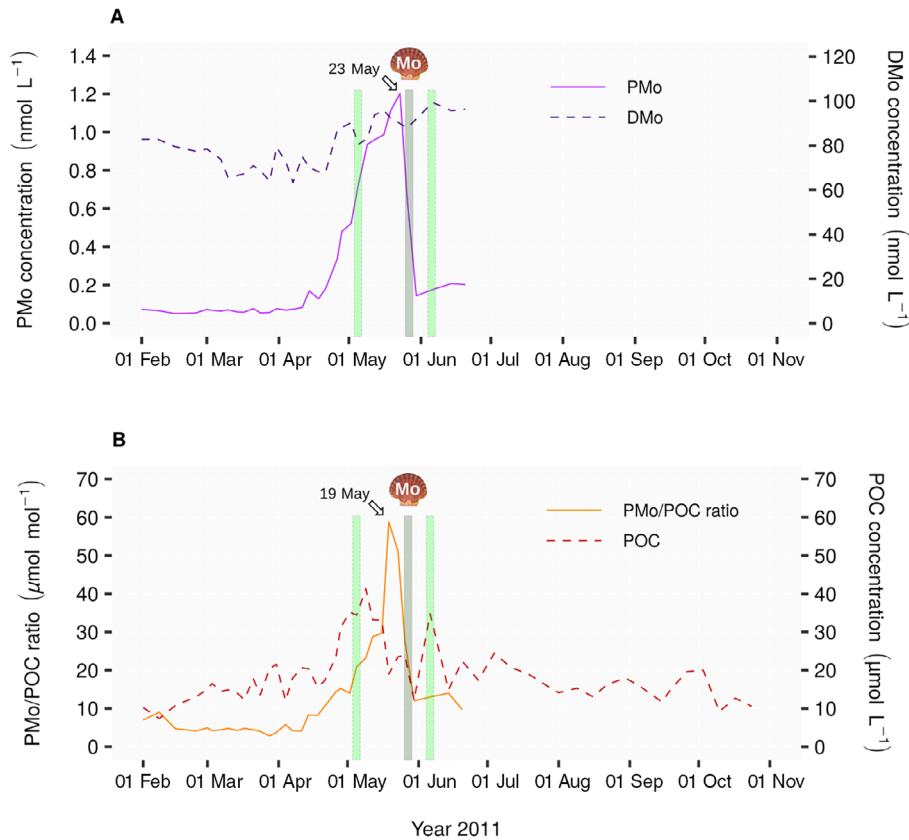 A
PMo concentration (nmol L⁻¹)
1.4
1.2
1.0
0.8
0.6
0.4
0.2
0.0
23 May
Mo
PMo
DMo
120
100
80
60
40
20
0
DMo concentration (nmol L⁻¹)
01 Feb 01 Mar 01 Apr 01 May 01 Jun 01 Jul 01 Aug 01 Sep 01 Oct 01 Nov
B
PMo/POC ratio (μmol mol⁻¹)
70
60
50
40
30
20
10
0
19 May
Mo
PMo/POC ratio
POC
70
60
50
40
30
20
10
0
POC concentration (μmol L⁻¹)
01 Feb 01 Mar 01 Apr 01 May 01 Jun 01 Jul 01 Aug 01 Sep 01 Oct 01 Nov
Year 2011